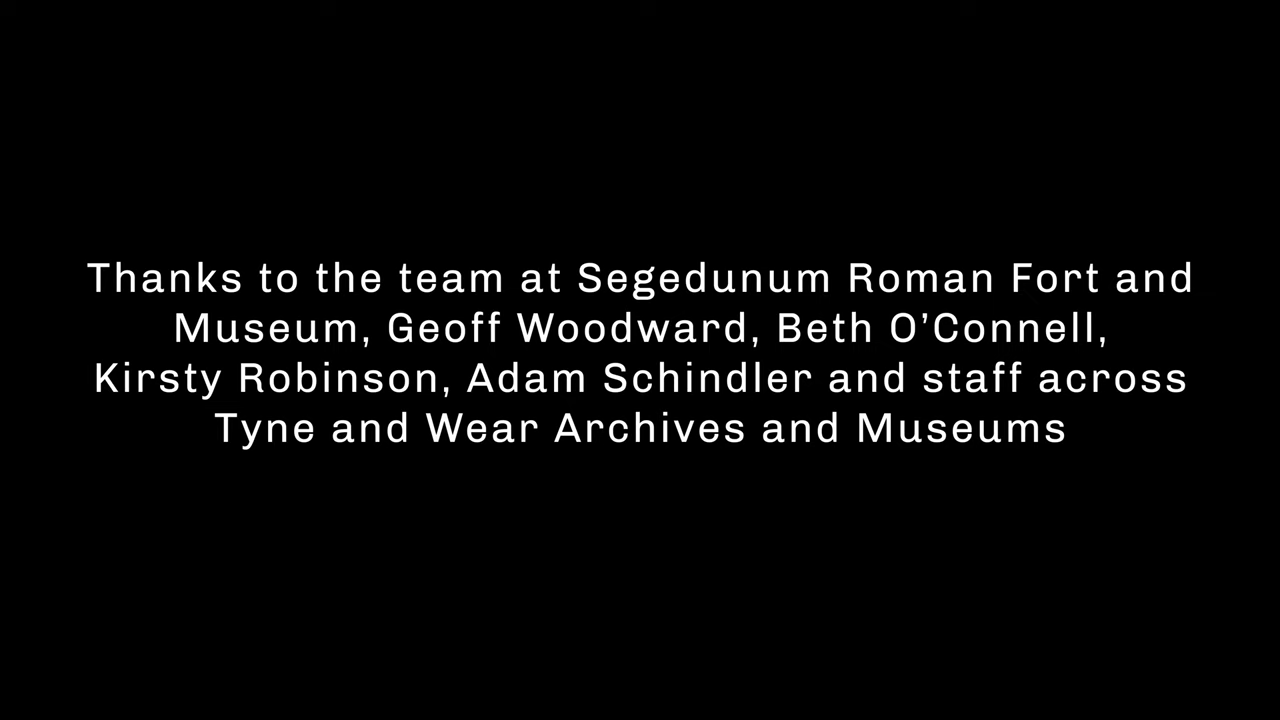 Thanks to the team at Segedunum Roman Fort and
Museum, Geoff Woodward, Beth O’Connell,
Kirsty Robinson, Adam Schindler and staff across
Tyne and Wear Archives and Museums